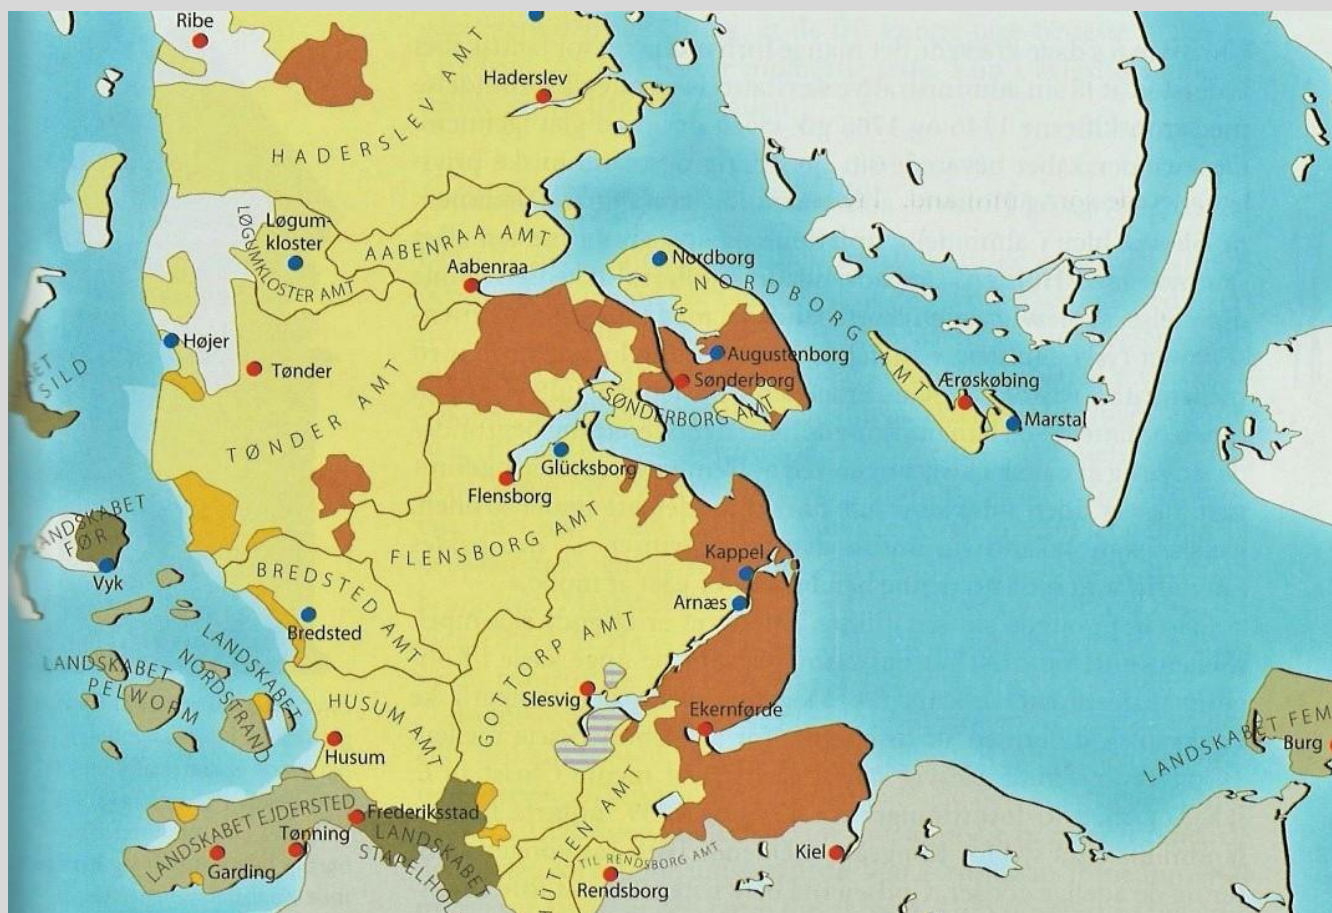 Ribe
HADERSLEV AMT
Haderslev
LØGUMKLOSTER AMT
Løgum-
kloster
AABENRAA AMT
Aabenraa
Nordborg
NORDBORG AMT
Højer
Tønder
TØNDER AMT
SILD
Augustenborg
Sønderborg
SØNDERBORG AMT
Ærøskøbing
Marstal
Glücksborg
Flensborg
FLENSBORG AMT
LANDSKABET
FØR
Vyk
BREDSTED AMT
Bredsted
Kappel
Arnæs
GOTTORP AMT
LANDSKABET
PELWORM
LANDSKABET
NORDSTRAND
HUSUM AMT
Husum
Slesvig
Ekernførde
LANDSKABET FEM
Burg
LANDSKABET EJDERSTED
Frederiksstad
Tønning
Garding
LANDSKABET
STAPELHOL
HÜTTEN AMT
TIL RENDSBORG AMT
Rendsborg
Kiel